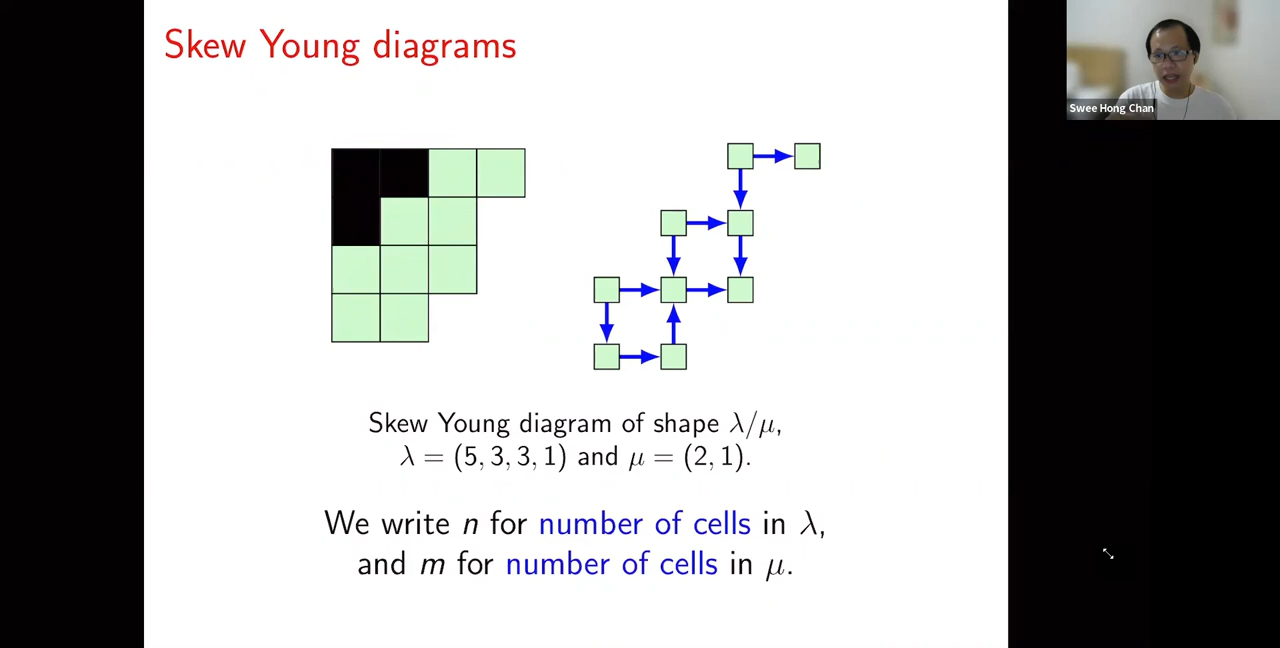 Skew Young diagrams
Swee Hong Chan
Skew Young diagram of shape λ/μ,
λ = (5, 3, 3, 1) and μ = (2, 1).
We write n for number of cells in λ,
and m for number of cells in μ.